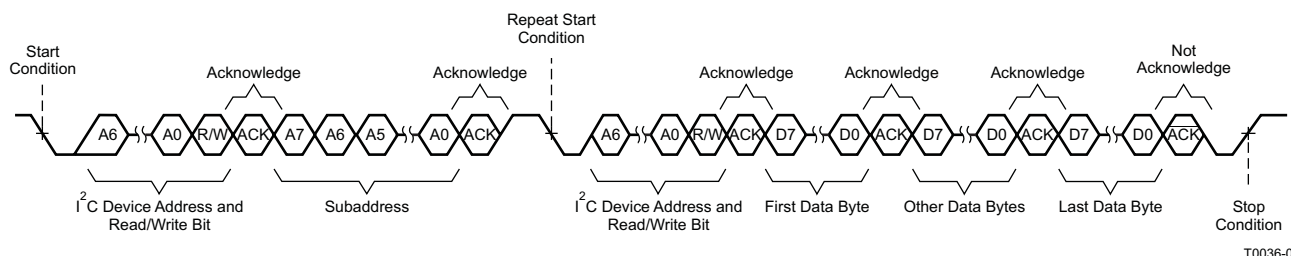 Repeat Start
Condition
Start
Condition
Not
Acknowledge
Acknowledge Acknowledge Acknowledge Acknowledge Acknowledge
A6 A0 R/W ACK A7 A6 A5 A0 ACK A6 A0 R/W ACK D7 D0 ACK D7 D0 ACK D7 D0 ACK
I2C Device Address and
Read/Write Bit
Subaddress
I2C Device Address and
Read/Write Bit
First Data Byte
Other Data Bytes
Last Data Byte
Stop
Condition
T0036-0